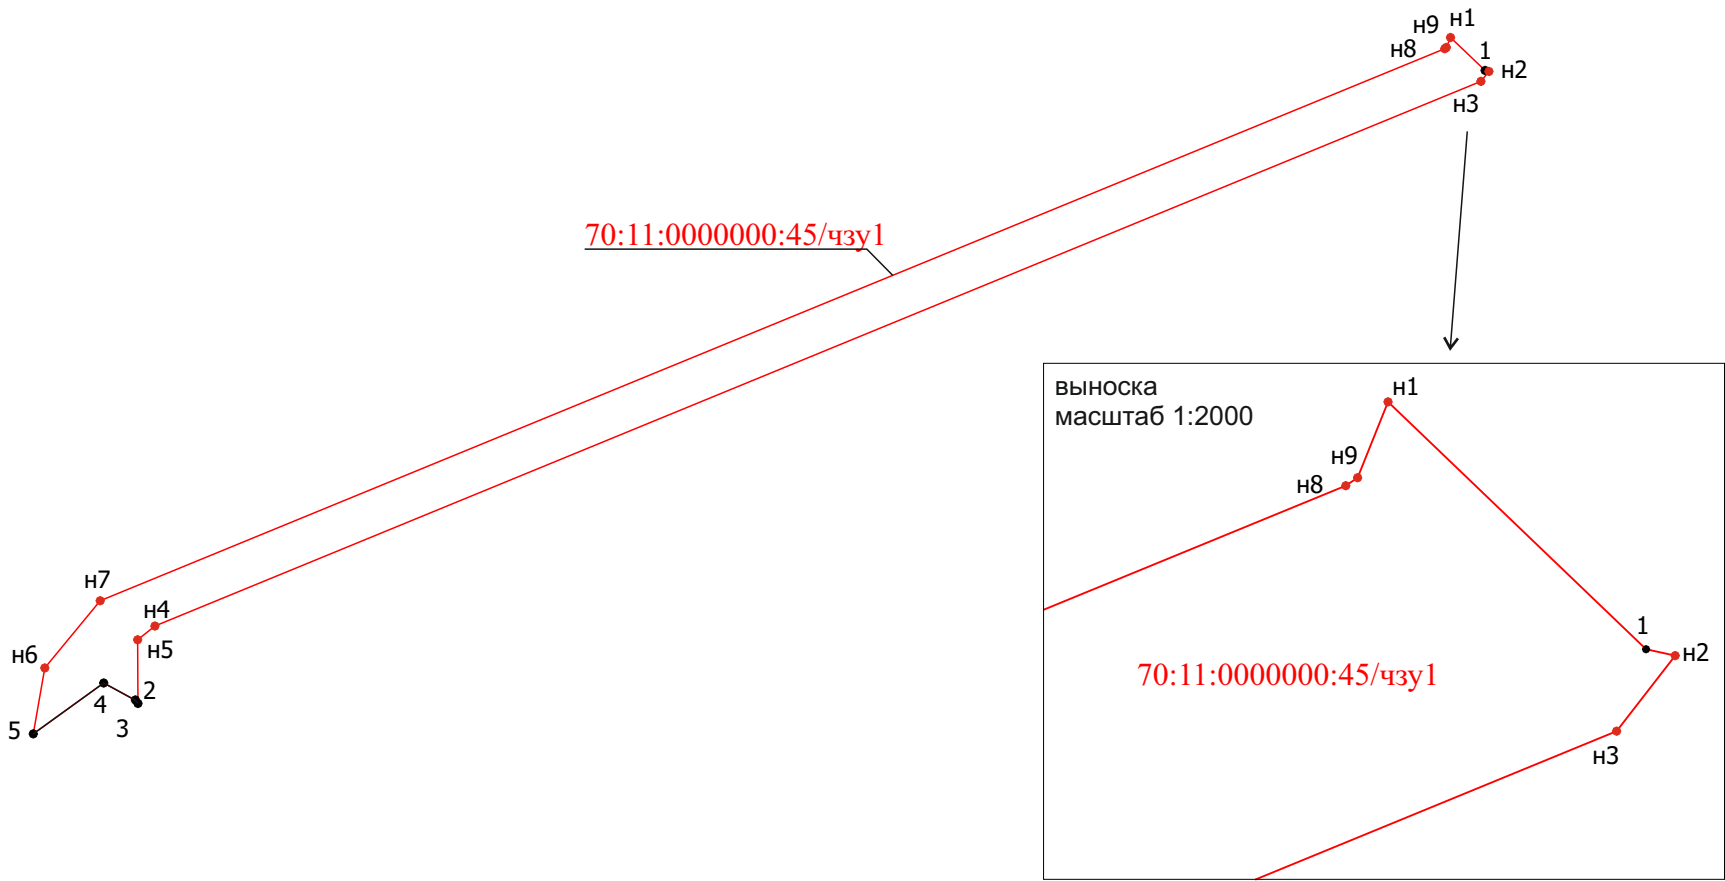 н1
н9
н8
1
н2
н3
70:11:0000000:45/чзу1
н7
н4
н5
н6
2
4
3
5
выноска
масштаб 1:2000
н1
н9
н8
1
н2
70:11:0000000:45/чзу1
н3